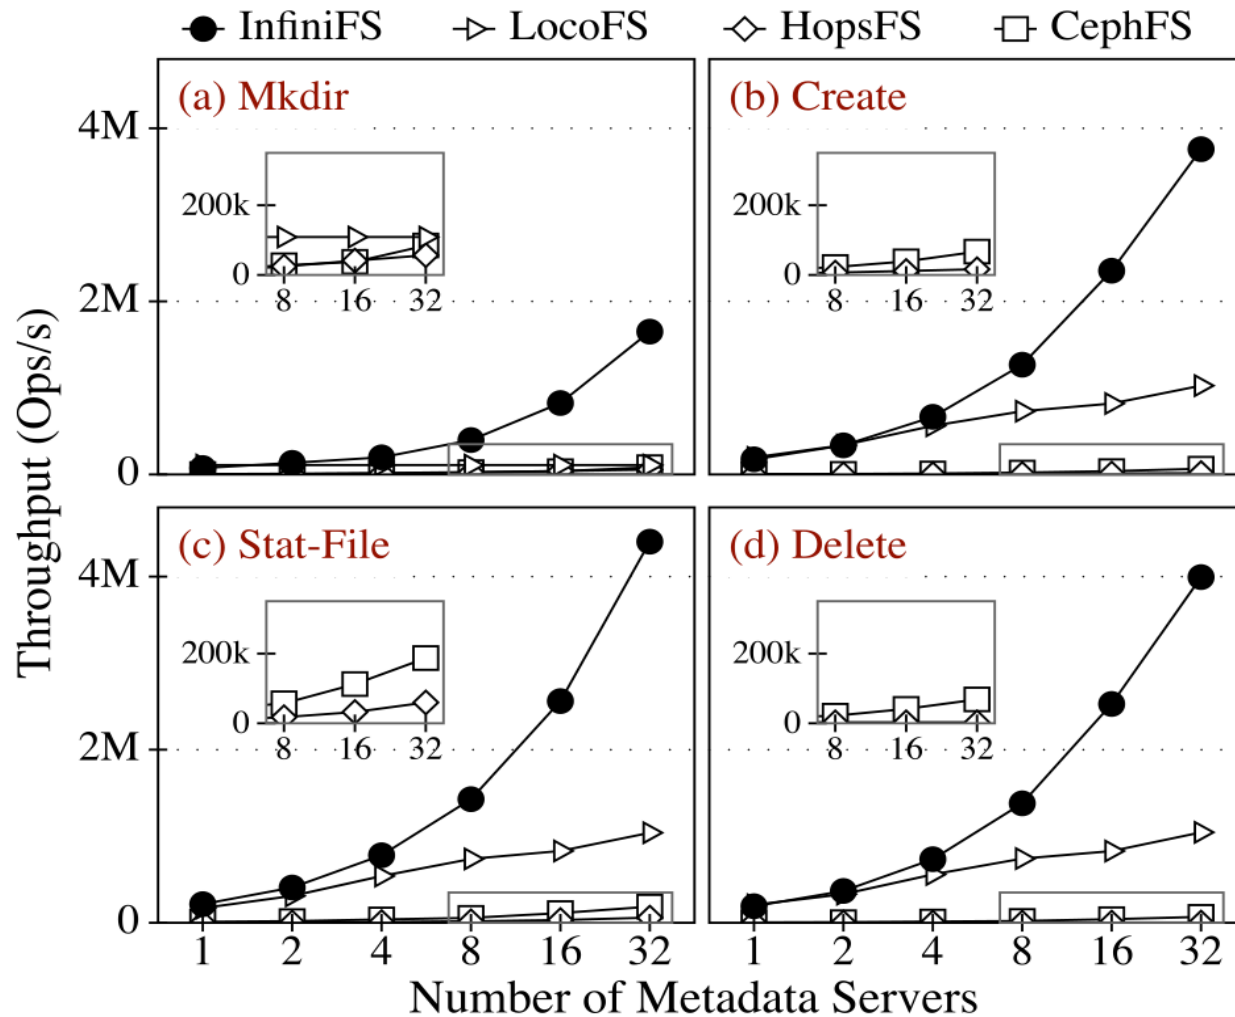 InfiniFS LocoFS HopsFS CephFS
(a) Mkdir
4M
200k
0
8 16 32
2M
0
(b) Create
200k
0
8 16 32
(c) Stat-File
4M
200k
0
8 16 32
2M
0
1 2 4 8 16 32
(d) Delete
200k
0
8 16 32
1 2 4 8 16 32
Throughput (Ops/s)
Number of Metadata Servers